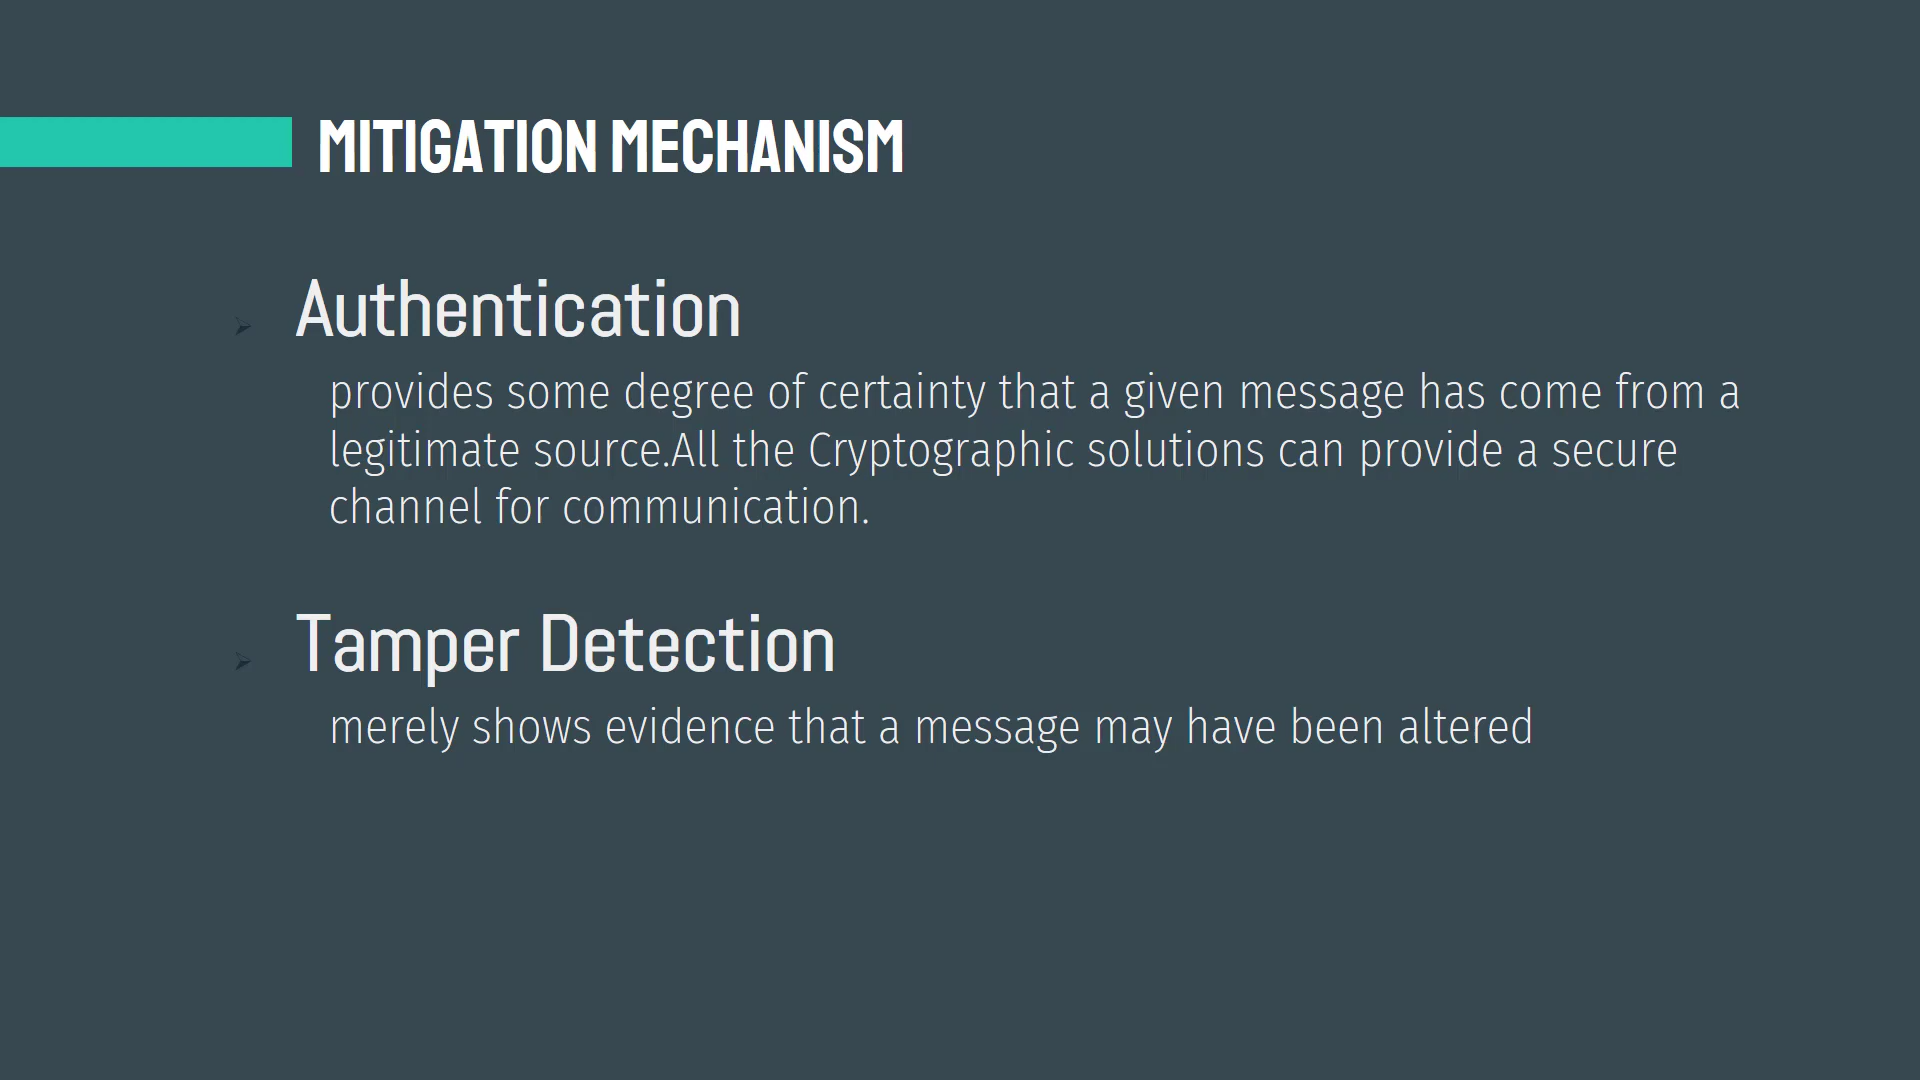 MITIGATION MECHANISM
Authentication
provides some degree of certainty that a given message has come from a
legitimate source.All the Cryptographic solutions can provide a secure
channel for communication.
Tamper Detection
merely shows evidence that a message may have been altered